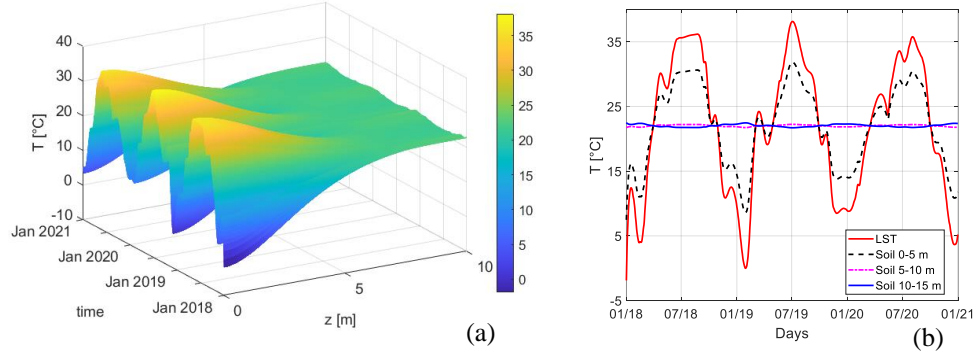 40
30
20
10
0
-10
T [°C]
Jan 2021
Jan 2020
Jan 2019
Jan 2018
time
0
5
10
z [m]
35
30
25
20
15
10
5
0
(a)
35
25
15
5
-5
T [°C]
01/18
07/18
01/19
07/19
01/20
07/20
01/21
Days
LST
Soil 0-5 m
Soil 5-10 m
Soil 10-15 m
(b)